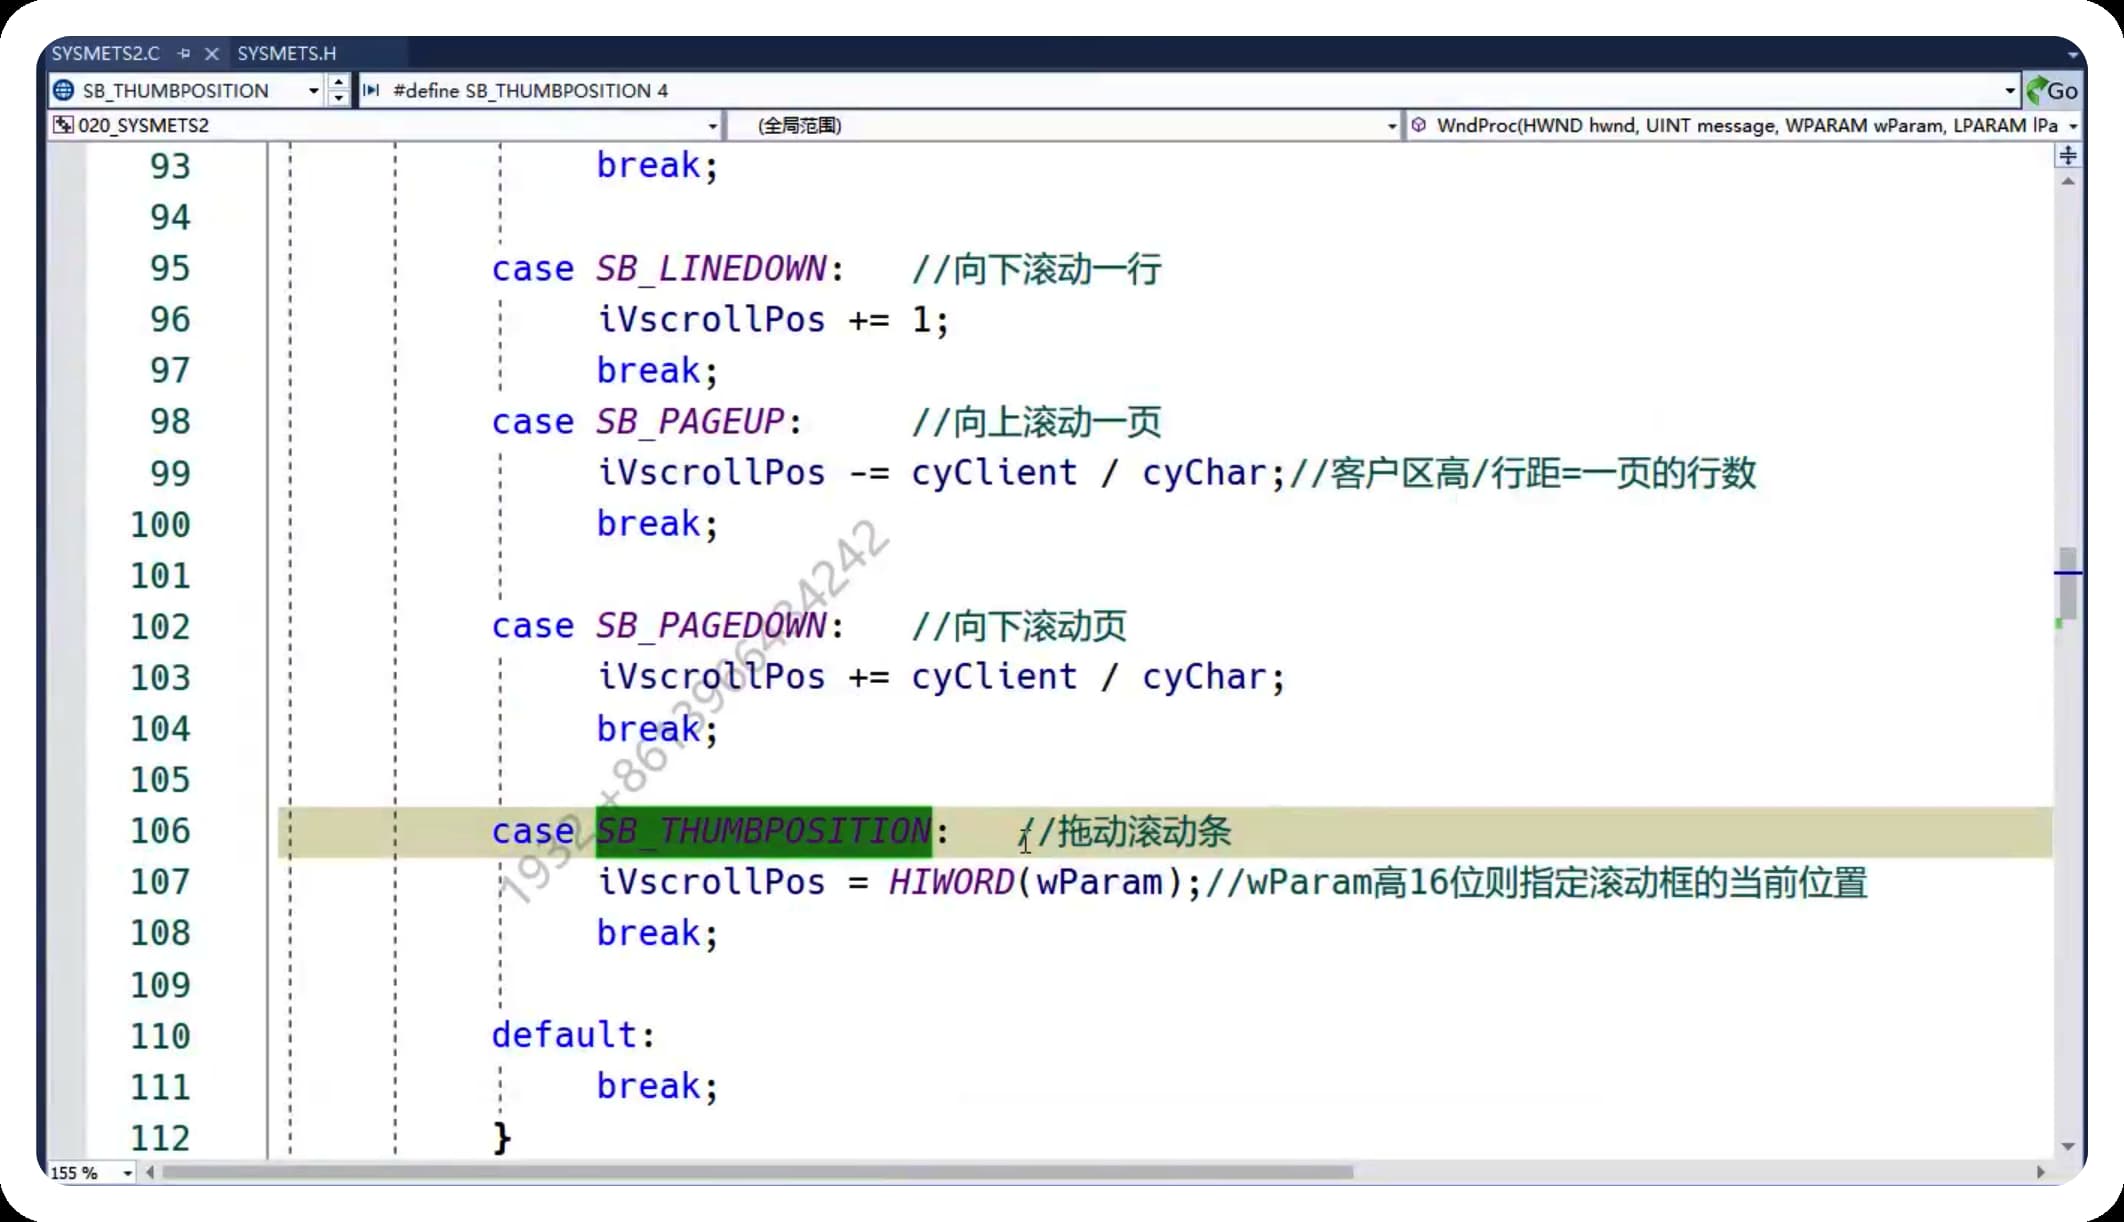 SYSMETS2.C SYSMETS.H
SB_THUMBPOSITION #define SB_THUMBPOSITION 4 Go
020_SYSMETS2 (全局范围) WndProc(HWND hwnd, UINT message, WPARAM wParam, LPARAM lPa
93 break;
94
95 case SB_LINEDOWN: //向下滚动一行
96 iVscrollPos += 1;
97 break;
98 case SB_PAGEUP: //向上滚动一页
99 iVscrollPos -= cyClient / cyChar;//客户区高/行距=一页的行数
100 break;
101
102 case SB_PAGEDOWN: //向下滚动页
103 iVscrollPos += cyClient / cyChar;
104 break;
105
106 case SB_THUMBPOSITION: //拖动滚动条
107 iVscrollPos = HIWORD(wParam);//wParam高16位则指定滚动框的当前位置
108 break;
109
110 default:
111 break;
112 }
155 %